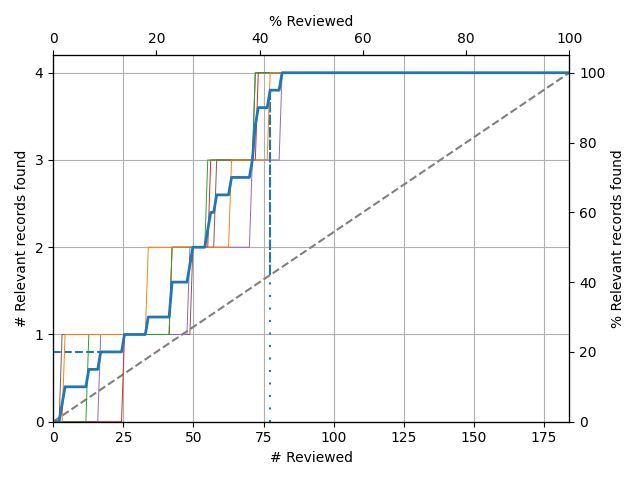 % Reviewed
0 20 40 60 80 100
4 100
80
3
60
2
40
1
20
0 0
# Relevant records found
% Relevant records found
0 25 50 75 100 125 150 175
# Reviewed